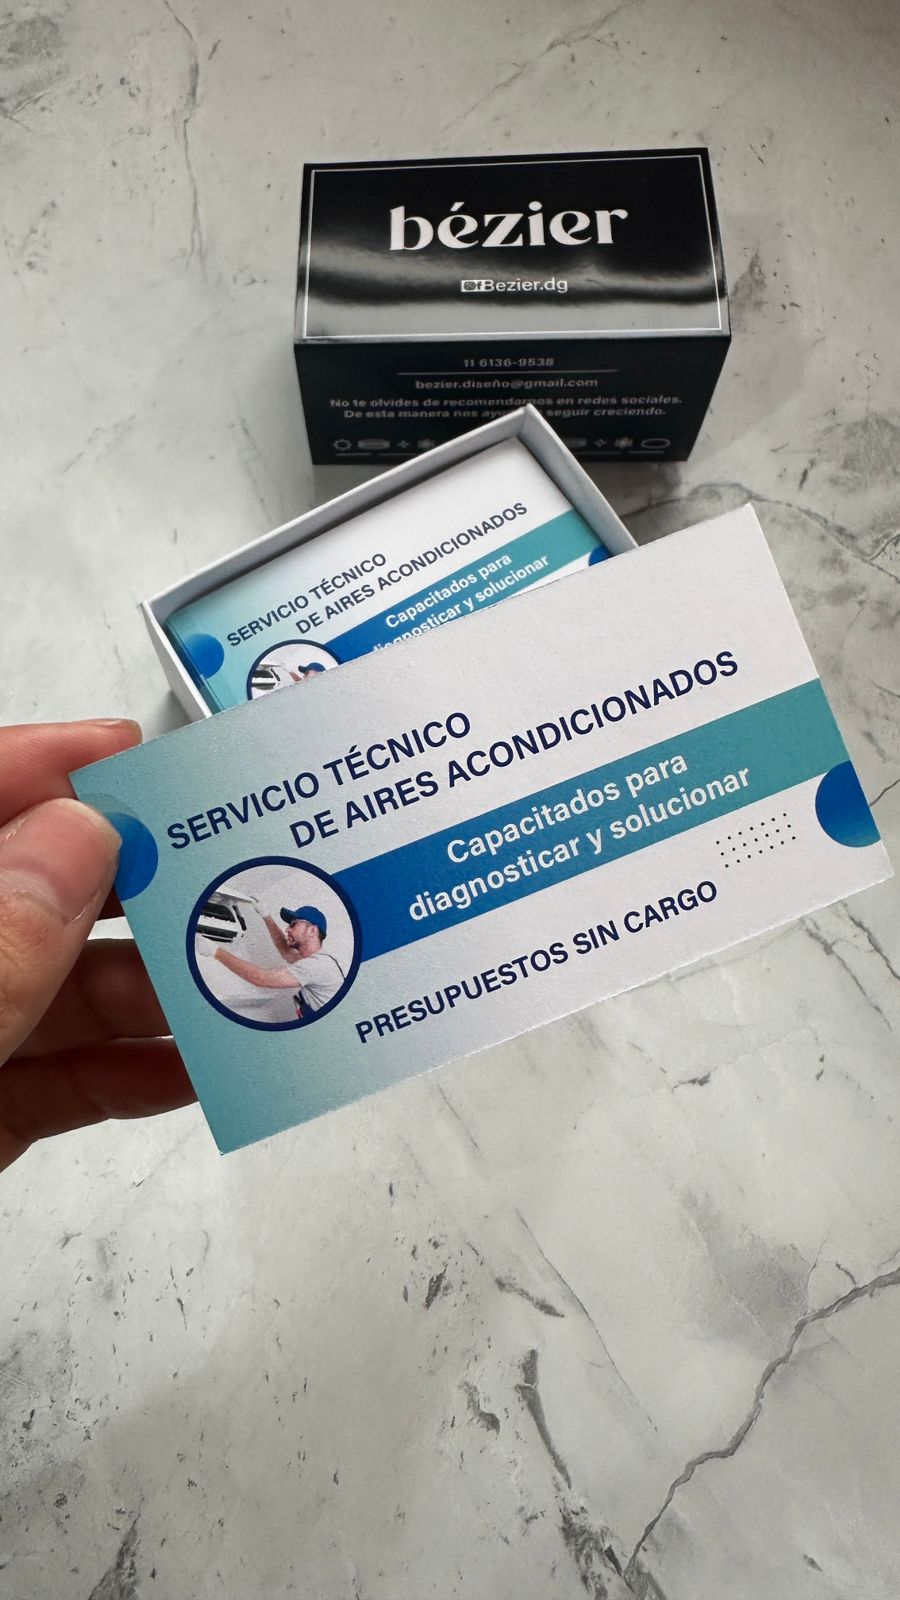 bézier
Bezier.dg
11 6136-9538
bezier.diseño@gmail.com
No te olvides de recomendarnos en redes sociales.
De esta manera nos seguir creciendo.
SERVICIO TÉCNICO
DE AIRES ACONDICIONADOS
Capacitados para
diagnosticar y solucionar
SERVICIO TÉCNICO
DE AIRES ACONDICIONADOS
Capacitados para
diagnosticar y solucionar
PRESUPUESTOS SIN CARGO